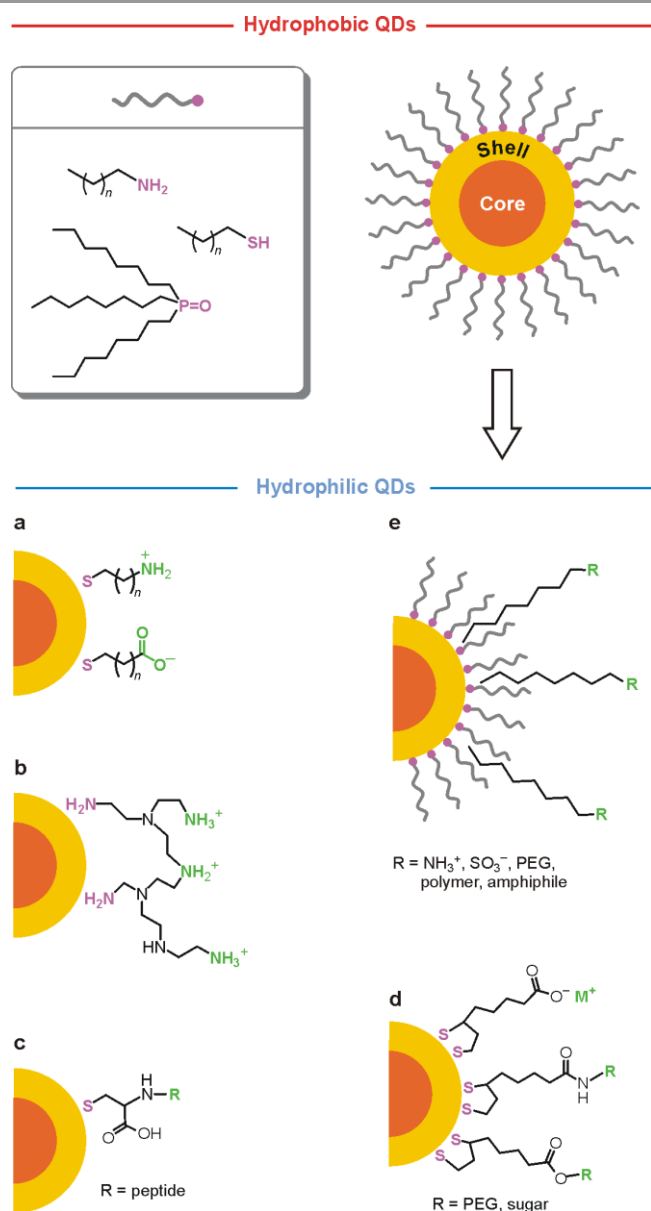 Hydrophobic QDs
Shell
Core
n
NH₂
n
SH
P=O
Hydrophilic QDs
a
S
n
+
NH₂
S
n
O
O⁻
b
H₂N
N
NH₃⁺
NH₂⁺
H₂N
N
HN
NH₃⁺
c
S
H
N
R
O
OH
R = peptide
e
R
R
R
R = NH₃⁺, SO₃⁻, PEG,
polymer, amphiphile
d
O
O⁻ M⁺
S
S
O
S
N
R
S
H
S
S
O
O
R
R = PEG, sugar